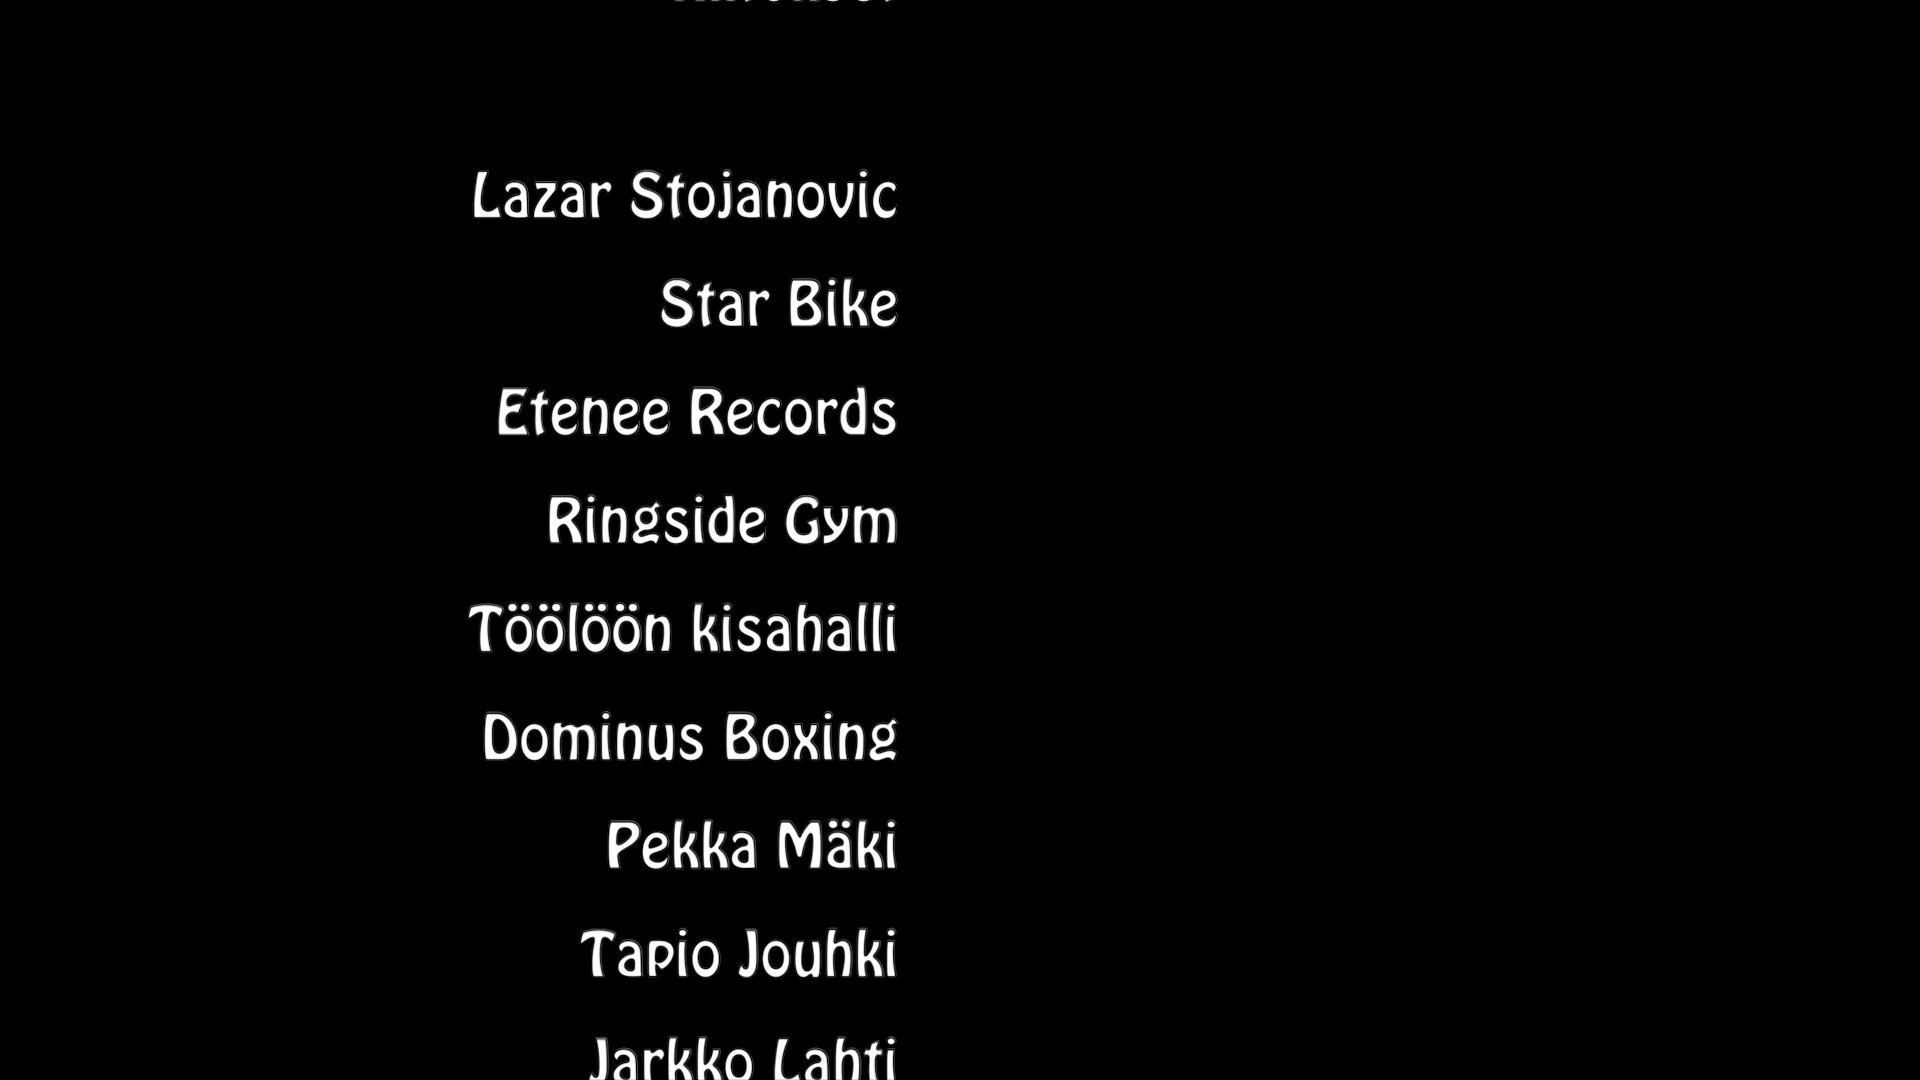 Lazar Stojanovic
Star Bike
Etenee Records
Ringside Gym
Töölöön kisahalli
Dominus Boxing
Pekka Mäki
Tapio Jouhki
Jarkko Lahti